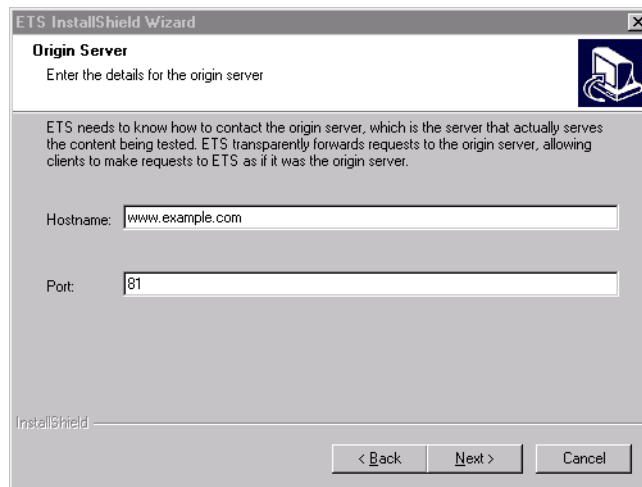 ETS InstallShield Wizard
Origin Server
Enter the details for the origin server
ETS needs to know how to contact the origin server, which is the server that actually serves
the content being tested. ETS transparently forwards requests to the origin server, allowing
clients to make requests to ETS as if it was the origin server.
Hostname: www.example.com
Port: 81
InstallShield
< Back Next > Cancel